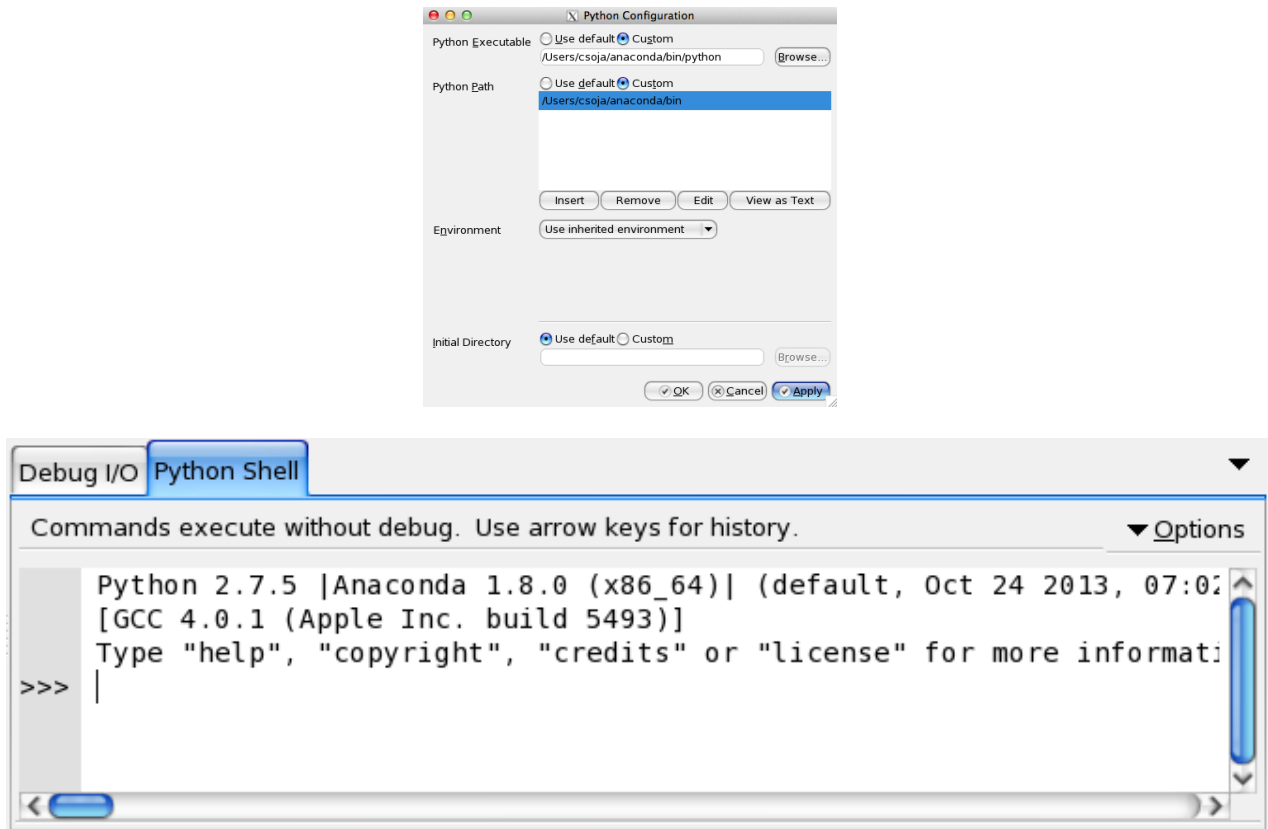 X Python Configuration
Python Executable Use default Custom
/Users/csoja/anaconda/bin/python Browse...
Python Path Use default Custom
/Users/csoja/anaconda/bin
Insert Remove Edit View as Text
Environment Use inherited environment
Initial Directory Use default Custom
Browse...
OK Cancel Apply
Debug I/O Python Shell
Commands execute without debug. Use arrow keys for history. Options
Python 2.7.5 |Anaconda 1.8.0 (x86_64)| (default, Oct 24 2013, 07:02
[GCC 4.0.1 (Apple Inc. build 5493)]
Type "help", "copyright", "credits" or "license" for more informati
>>>